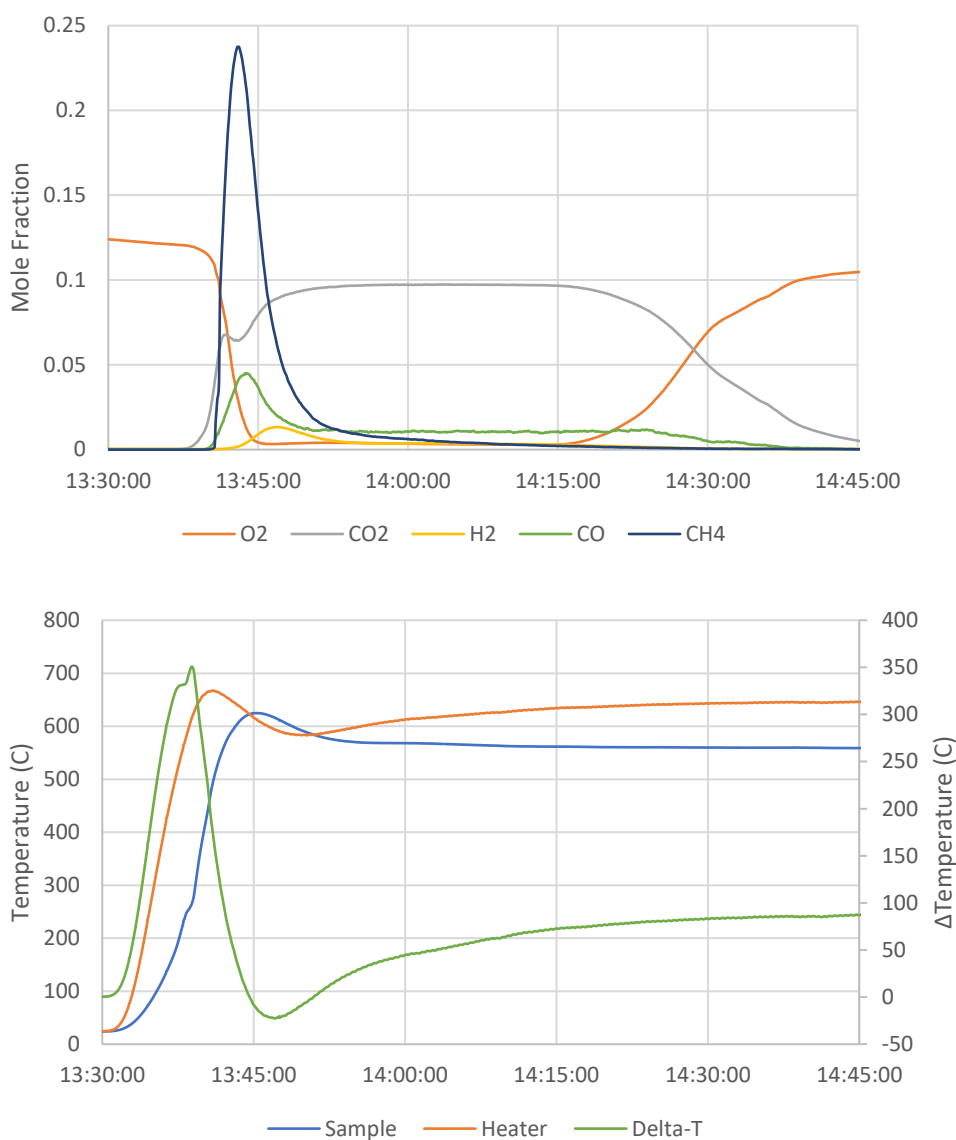 0.25
0.2
0.15
0.1
0.05
0
Mole Fraction
13:30:00 13:45:00 14:00:00 14:15:00 14:30:00 14:45:00
O2 CO2 H2 CO CH4
800 400
700 350
600 300
500 250
400 200
300 150
200 100
100 50
0 0
-50
Temperature (C)
ΔTemperature (C)
13:30:00 13:45:00 14:00:00 14:15:00 14:30:00 14:45:00
Sample Heater Delta-T